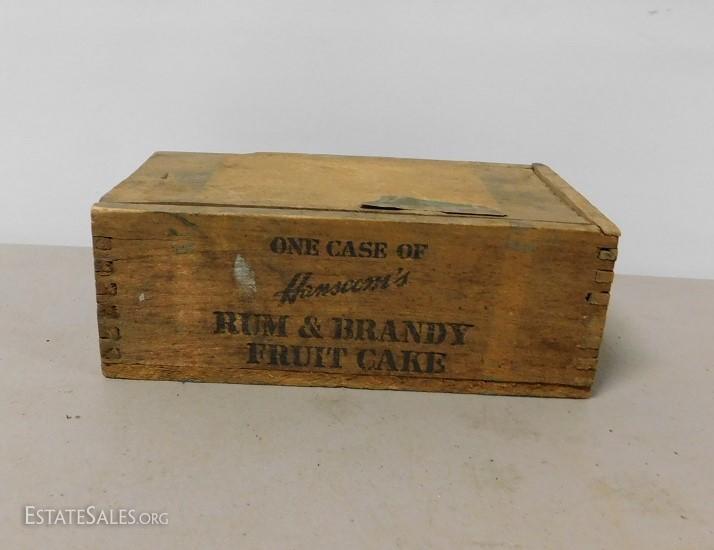 ONE CASE OF
Hanscom's
RUM & BRANDY
FRUIT CAKE
ESTATESALES.ORG